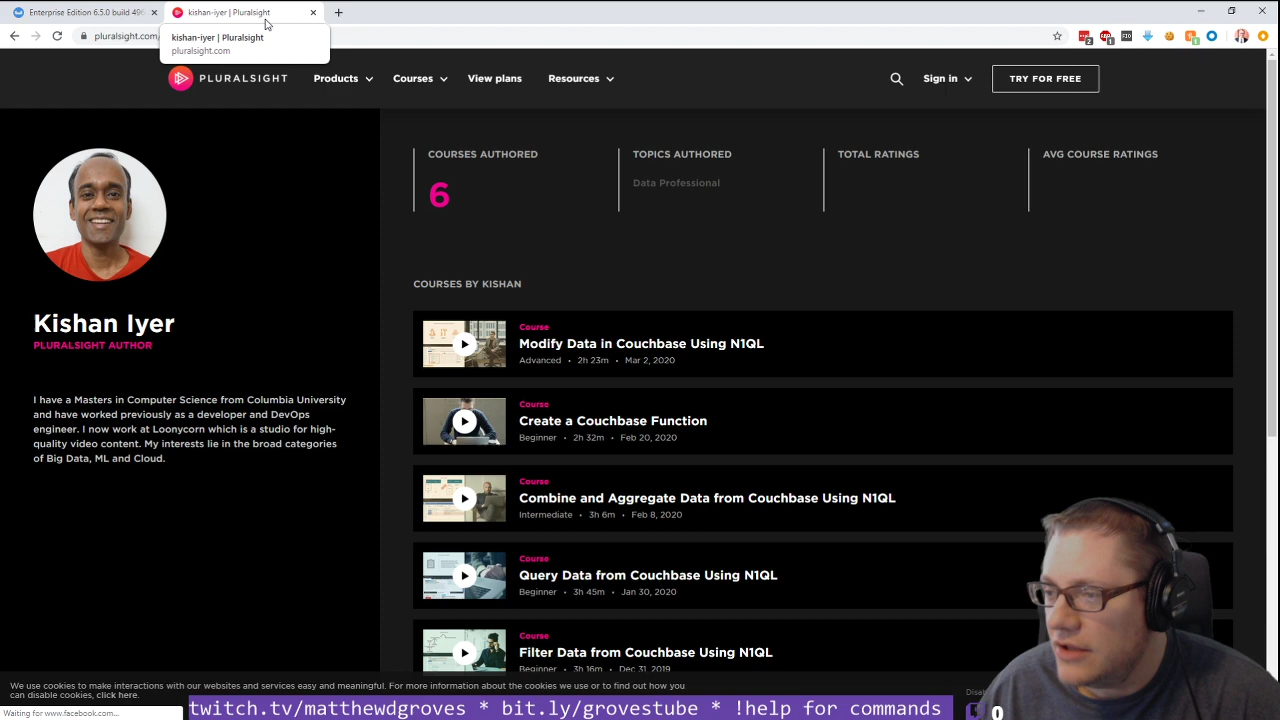 Enterprise Edition 6.5.0 build 496
kishan-iyer | Pluralsight
pluralsight.com
kishan-iyer | Pluralsight
pluralsight.com
2
1
1
PLURALSIGHT
Products
Courses
View plans
Resources
Sign in
TRY FOR FREE
COURSES AUTHORED
6
TOPICS AUTHORED
Data Professional
TOTAL RATINGS
AVG COURSE RATINGS
Kishan Iyer
PLURALSIGHT AUTHOR
I have a Masters in Computer Science from Columbia University
and have worked previously as a developer and DevOps
engineer. I now work at Loonycorn which is a studio for high-
quality video content. My interests lie in the broad categories
of Big Data, ML and Cloud.
COURSES BY KISHAN
Course
Modify Data in Couchbase Using N1QL
Advanced • 2h 23m • Mar 2, 2020
Course
Create a Couchbase Function
Beginner • 2h 32m • Feb 20, 2020
Course
Combine and Aggregate Data from Couchbase Using N1QL
Intermediate • 3h 6m • Feb 8, 2020
Course
Query Data from Couchbase Using N1QL
Beginner • 3h 45m • Jan 30, 2020
Course
Filter Data from Couchbase Using N1QL
Beginner • 3h 16m • Dec 31, 2019
We use cookies to make interactions with our websites and services easy and meaningful. For more information about the cookies we use or to find out how you
can disable cookies, click here.
Disab
Waiting for www.facebook.com...
twitch.tv/matthewdgroves * bit.ly/grovestube * !help for commands
0